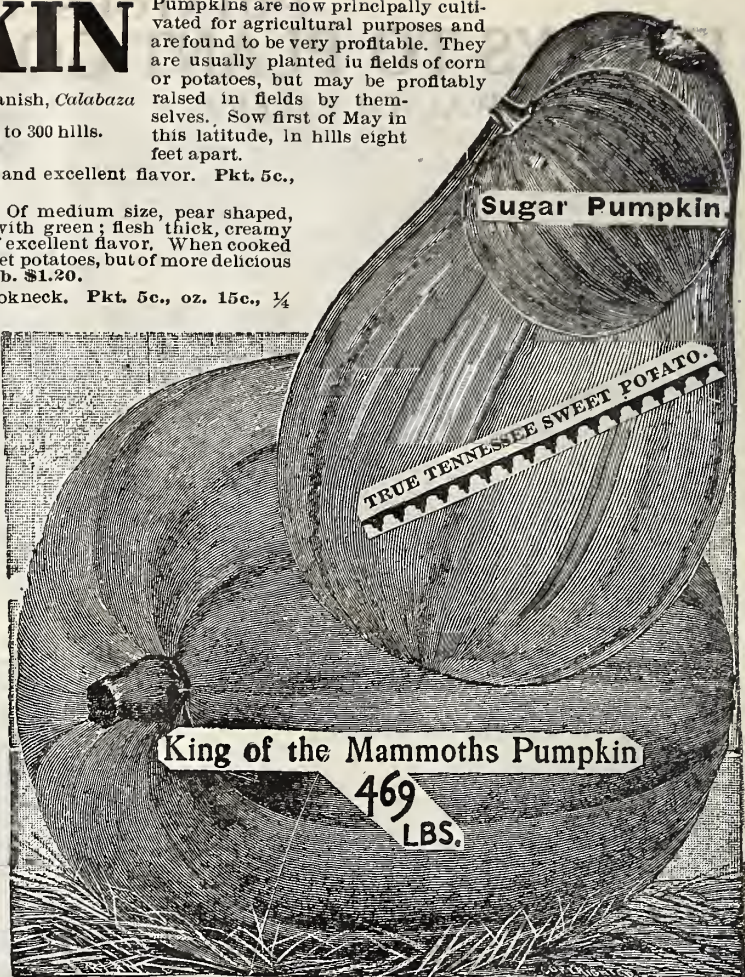 KIN
Pumpkins are now principally culti-
vated for agricultural purposes and
are found to be very profitable. They
are usually planted iu fields of corn
or potatoes, but may be profitably
anish, Calabaza raised in fields by them-
selves. Sow first of May in
to 300 hills. this latitude, in hills eight
feet apart.
and excellent flavor. Pkt. 5c.,
Of medium size, pear shaped,
with green; flesh thick, creamy
excellent flavor. When cooked
et potatoes, but of more delicious
b. $1.20.
okneck. Pkt. 5c., oz. 15c., ¼
Sugar Pumpkin.
TRUE TENNESSEE SWEET POTATO.
King of the Mammoths Pumpkin
469
LBS.